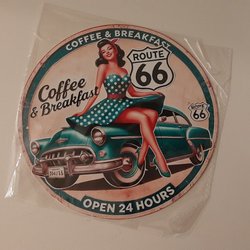 COFFEE & BREAKFAST
ROUTE
66
Coffee
& Breakfast
ROUTE
66
OPEN 24 HOURS